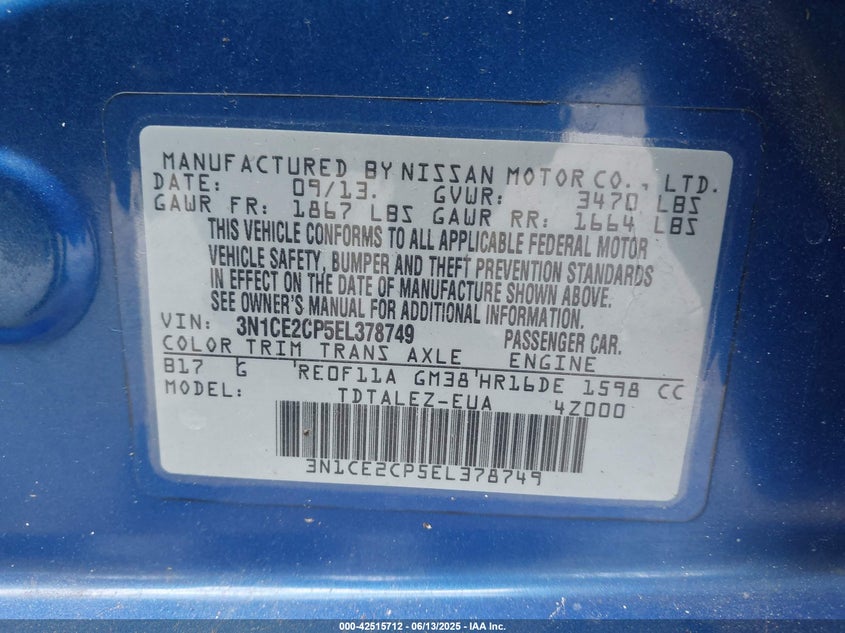 MANUFACTURED BY NISSAN MOTOR CO., LTD.
DATE: 09/13. GVWR: 3470 LBS
GAWR FR: 1867 LBS GAWR RR: 1664 LBS
THIS VEHICLE CONFORMS TO ALL APPLICABLE FEDERAL MOTOR
VEHICLE SAFETY, BUMPER AND THEFT PREVENTION STANDARDS
IN EFFECT ON THE DATE OF MANUFACTURE SHOWN ABOVE.
SEE OWNER'S MANUAL FOR ADDITIONAL INFORMATION.
VIN: 3N1CE2CP5EL378749 PASSENGER CAR.
COLOR TRIM TRANS AXLE ENGINE
B17 G RE0F11A GM38 HR16DE 1598 CC
MODEL: TDTALEZ-EUA 4Z000
3N1CE2CP5EL378749
000-42515712 - 06/13/2025 - IAA Inc.